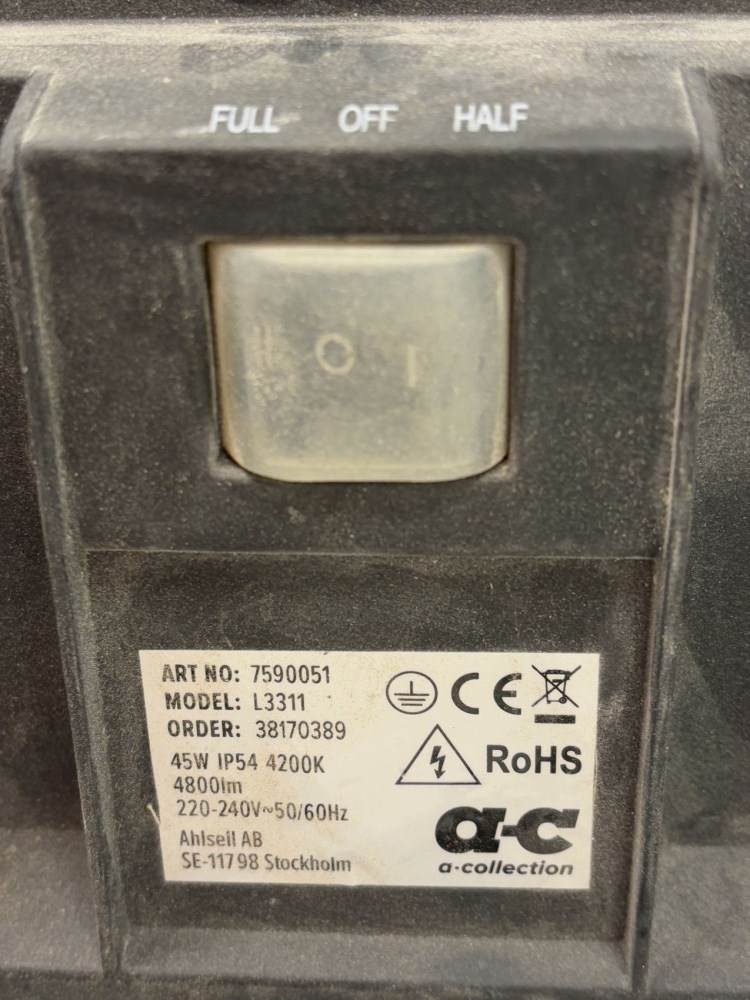 FULL OFF HALF
II O I
ART NO: 7590051
MODEL: L3311
ORDER: 38170389
45W IP54 4200K
4800lm
220-240V~50/60Hz
Ahlsell AB
SE-117 98 Stockholm
CE
RoHS
a-c
a-collection